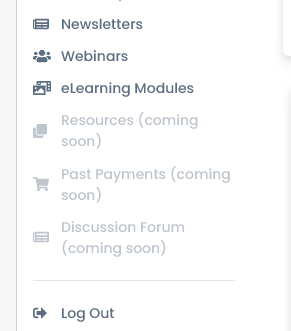 Newsletters
Webinars
eLearning Modules
Resources (coming
soon)
Past Payments (coming
soon)
Discussion Forum
(coming soon)
Log Out